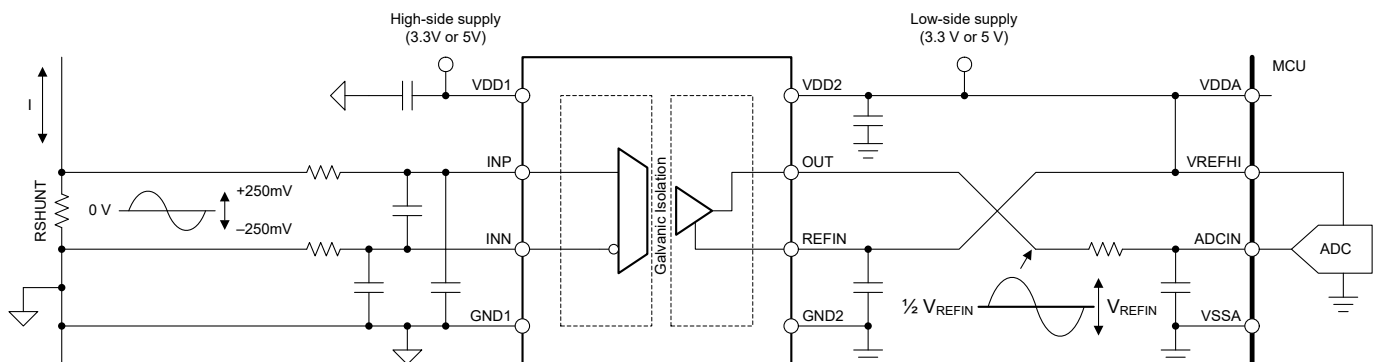 High-side supply
(3.3V or 5V)
Low-side supply
(3.3 V or 5 V)
MCU
VDD1
VDD2
VDDA
I
INP
OUT
VREFHI
RSHUNT
0 V
+250mV
–250mV
Galvanic Isolation
INN
REFIN
ADCIN
ADC
½ VREFIN
VREFIN
GND1
GND2
VSSA